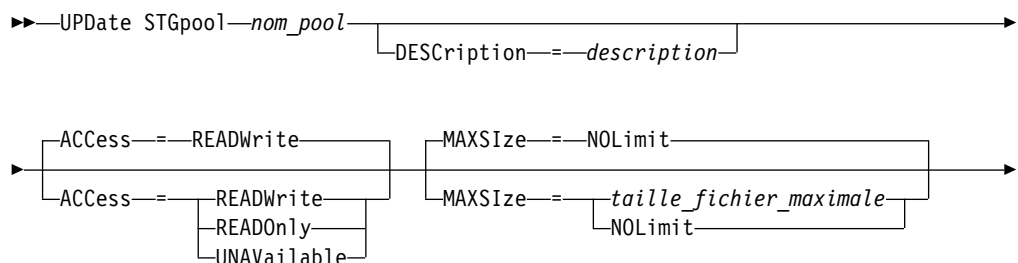 UPDate STGpool nom_pool
DESCription = description
ACCess = READWrite MAXSIze = NOLimit
ACCess = READWrite MAXSIze = taille_fichier_maximale
READOnly NOLimit
UNAVailable